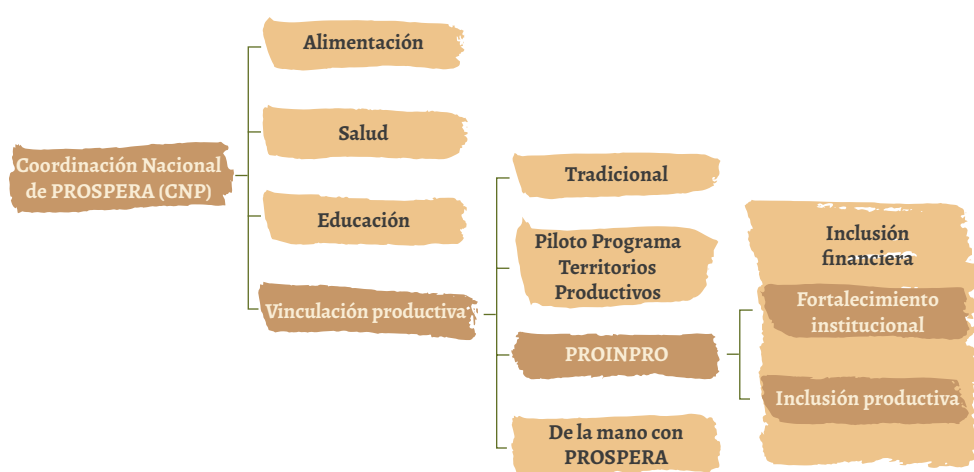 Coordinación Nacional
de PROSPERA (CNP)
Alimentación
Salud
Educación
Vinculación productiva
Tradicional
Piloto Programa
Territorios
Productivos
PROINPRO
De la mano con
PROSPERA
Inclusión
financiera
Fortalecimiento
institucional
Inclusión productiva